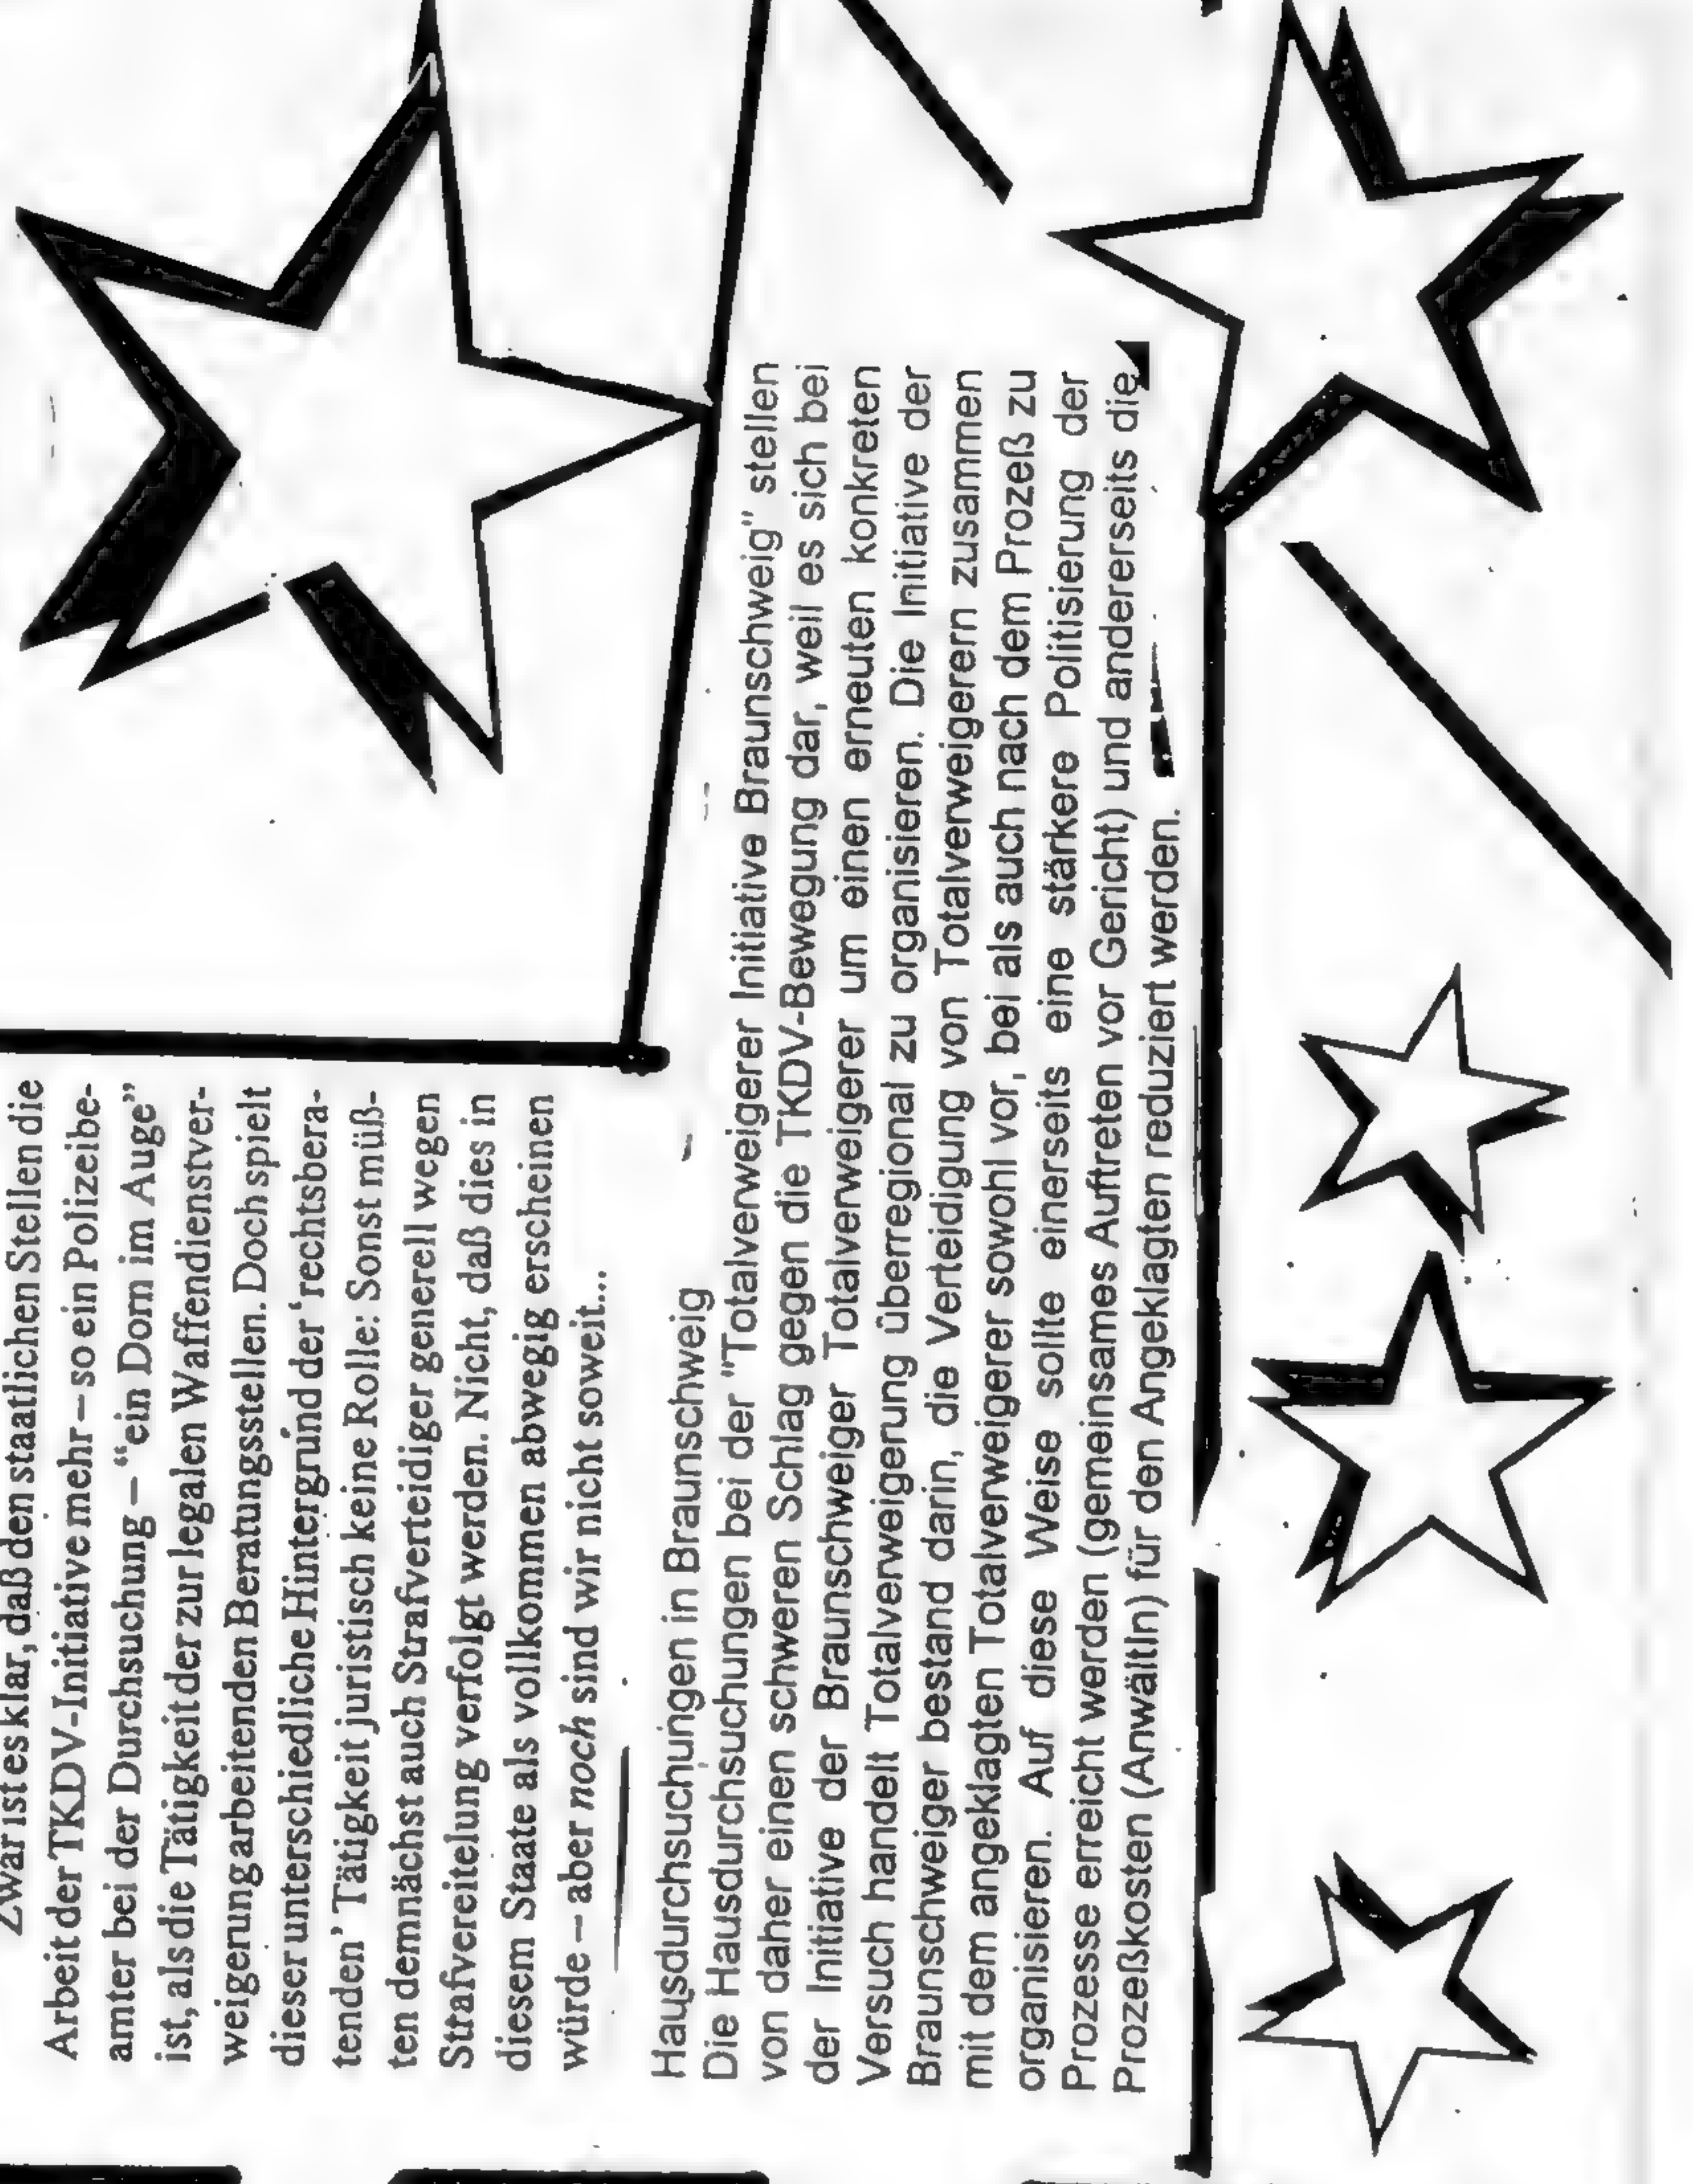 Zwar ist es klar, daß den staatlichen Stellen die
Arbeit der TKDV-Initiative mehr – so ein Polizeibe-
amter bei der Durchsuchung – “ein Dorn im Auge”
ist, als die Tätigkeit der zur legalen Waffendienstver-
weigerung arbeitenden Beratungsstellen. Doch spielt
dieser unterschiedliche Hintergrund der ‘rechtsbera-
tenden’ Tätigkeit juristisch keine Rolle: Sonst müß-
ten demnächst auch Strafverteidiger generell wegen
Strafvereitelung verfolgt werden. Nicht, daß dies in
diesem Staate als vollkommen abwegig erscheinen
würde – aber noch sind wir nicht soweit...
Hausdurchsuchungen in Braunschweig
Die Hausdurchsuchungen bei der "Totalverweigerer Initiative Braunschweig" stellen
von daher einen schweren Schlag gegen die TKDV-Bewegung dar, weil es sich bei
der Initiative der Braunschweiger Totalverweigerer um einen erneuten konkreten
Versuch handelt Totalverweigerung überregional zu organisieren. Die Initiative der
Braunschweiger bestand darin, die Verteidigung von Totalverweigerern zusammen
mit dem angeklagten Totalverweigerer sowohl vor, bei als auch nach dem Prozeß zu
organisieren. Auf diese Weise sollte einerseits eine stärkere Politisierung der
Prozesse erreicht werden (gemeinsames Auftreten vor Gericht) und andererseits die
Prozeßkosten (AnwältIn) für den Angeklagten reduziert werden.